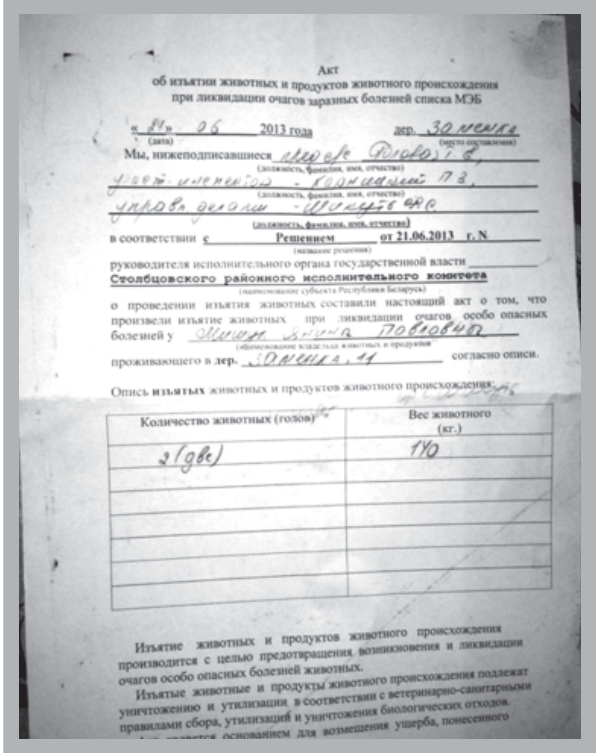 Акт
об изъятии животных и продуктов животного происхождения
при ликвидации очагов заразных болезней списка МЭБ
« 21 » 06 2013 года дер. Заменка
(дата) (место составления)
Мы, нижеподписавшиеся
(должность, фамилия, имя, отчество)
(должность, фамилия, имя, отчество)
(должность, фамилия, имя, отчество)
в соответствии с Решением от 21.06.2013 г. N
(название решения)
руководителя исполнительного органа государственной власти
Столбцовского районного исполнительного комитета
(наименование субъекта Республики Беларусь)
о проведении изъятия животных составили настоящий акт о том, что
произвели изъятие животных при ликвидации очагов особо опасных
болезней у Павловны
(наименование владельца животных и продуктов
проживающего в дер. Заменка, 11 согласно описи.
Опись изъятых животных и продуктов животного происхождения:
Количество животных (голов) Вес животного
(кг.)
2 (две) 140
Изъятие животных и продуктов животного происхождения
производится с целью предотвращения возникновения и ликвидации
очагов особо опасных болезней животных.
Изъятые животные и продукты животного происхождения подлежат
уничтожению и утилизации в соответствии с ветеринарно-санитарными
правилами сбора, утилизации и уничтожения биологических отходов.
является основанием для возмещения ущерба, понесенного